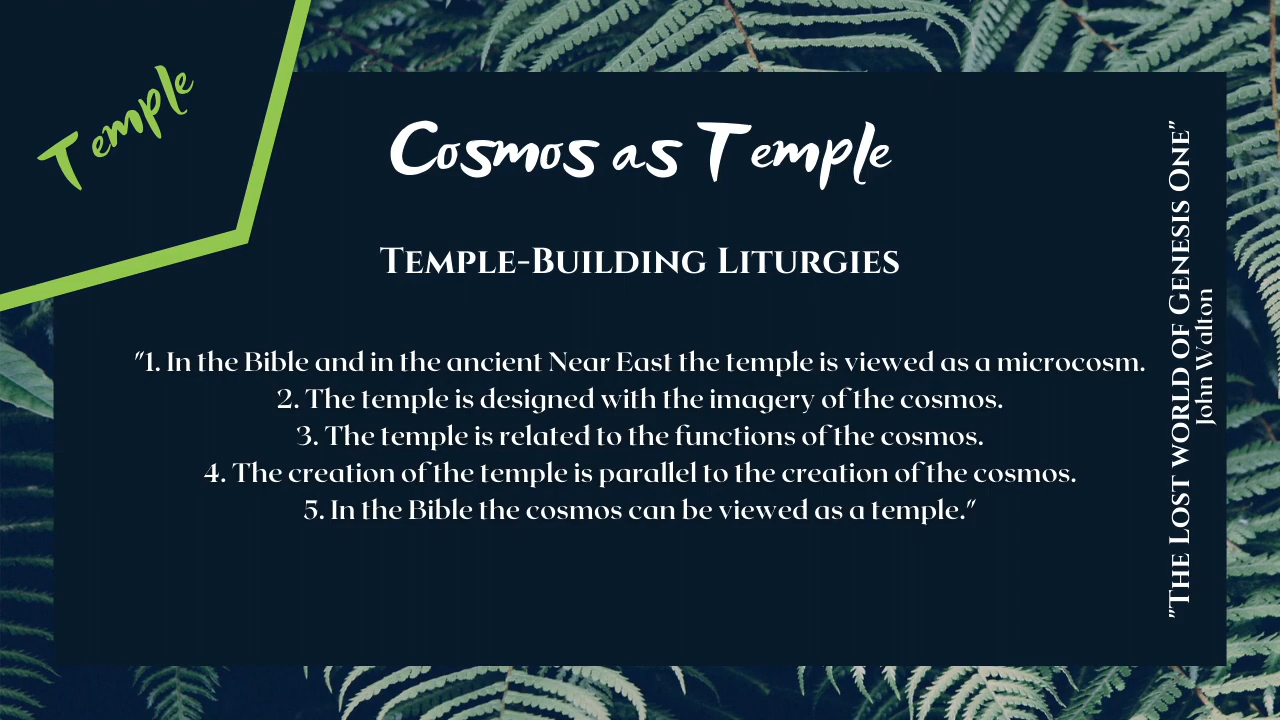 Temple
Cosmos as Temple
Temple-Building Liturgies
"1. In the Bible and in the ancient Near East the temple is viewed as a microcosm.
2. The temple is designed with the imagery of the cosmos.
3. The temple is related to the functions of the cosmos.
4. The creation of the temple is parallel to the creation of the cosmos.
5. In the Bible the cosmos can be viewed as a temple."
"The Lost world of Genesis One"
John Walton